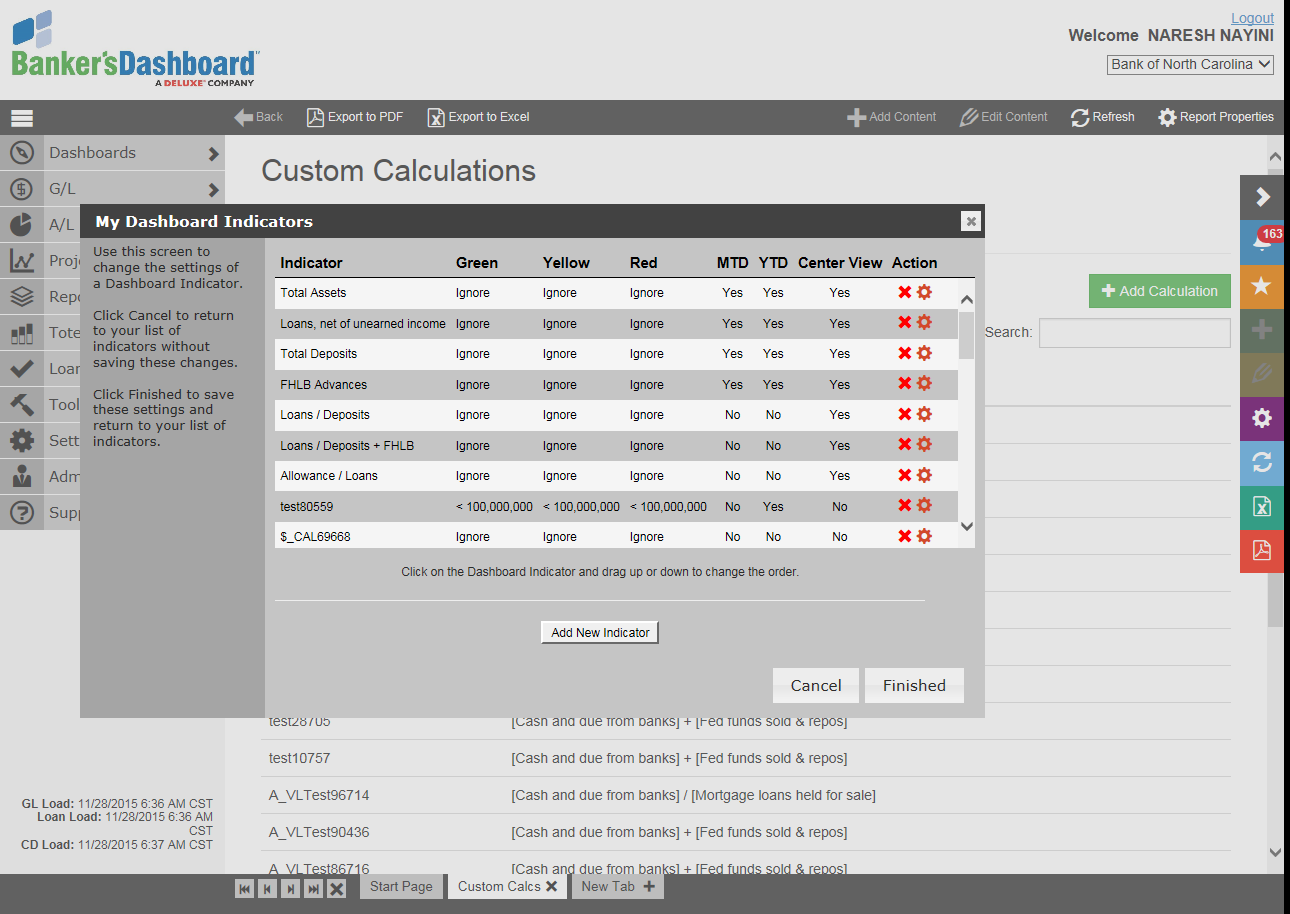 Logout
Banker'sDashboard
A DELUXE COMPANY
Welcome NARESH NAYINI
Bank of North Carolina
Back Export to PDF Export to Excel Add Content Edit Content Refresh Report Properties
Dashboards
G/L
A/L
Proj
Rep
Tote
Loar
Tool
Sett
Adm
Supp
Custom Calculations
163
Add Calculation
Search:
My Dashboard Indicators
Use this screen to
change the settings of
a Dashboard Indicator.
Click Cancel to return
to your list of
indicators without
saving these changes.
Click Finished to save
these settings and
return to your list of
indicators.
Indicator Green Yellow Red MTD YTD Center View Action
Total Assets Ignore Ignore Ignore Yes Yes Yes
Loans, net of unearned income Ignore Ignore Ignore Yes Yes Yes
Total Deposits Ignore Ignore Ignore Yes Yes Yes
FHLB Advances Ignore Ignore Ignore Yes Yes Yes
Loans / Deposits Ignore Ignore Ignore No No Yes
Loans / Deposits + FHLB Ignore Ignore Ignore No No Yes
Allowance / Loans Ignore Ignore Ignore No No Yes
test80559 < 100,000,000 < 100,000,000 < 100,000,000 No Yes No
$_CAL69668 Ignore Ignore Ignore No No No
Click on the Dashboard Indicator and drag up or down to change the order.
Add New Indicator
Cancel Finished
test28705 [Cash and due from banks] + [Fed funds sold & repos]
test10757 [Cash and due from banks] + [Fed funds sold & repos]
A_VLTest96714 [Cash and due from banks] / [Mortgage loans held for sale]
A_VLTest90436 [Cash and due from banks] + [Fed funds sold & repos]
A_VLTest86716 [Cash and due from banks] + [Fed funds sold & repos]
GL Load: 11/28/2015 6:36 AM CST
Loan Load: 11/28/2015 6:36 AM
CST
CD Load: 11/28/2015 6:37 AM CST
Start Page Custom Calcs New Tab